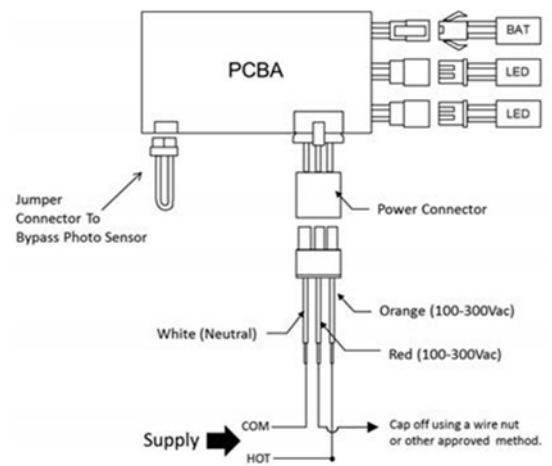 PCBA
BAT
LED
LED
Jumper
Connector To
Bypass Photo Sensor
Power Connector
Orange (100-300Vac)
White (Neutral)
Red (100-300Vac)
Supply
COM
HOT
Cap off using a wire nut
or other approved method.